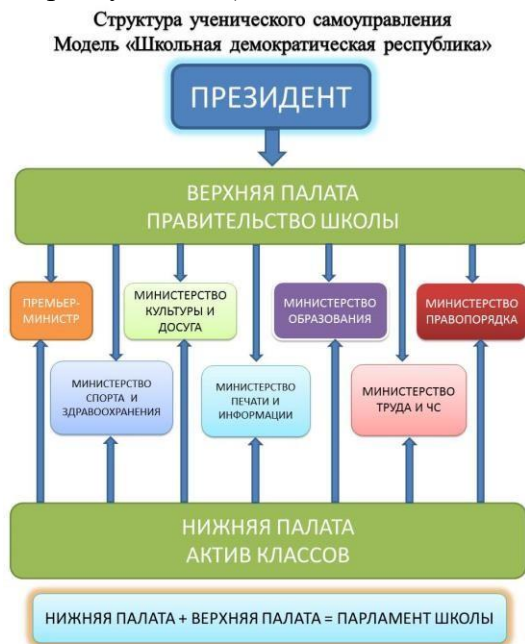 Структура ученического самоуправления
Модель «Школьная демократическая республика»
ПРЕЗИДЕНТ
ВЕРХНЯЯ ПАЛАТА
ПРАВИТЕЛЬСТВО ШКОЛЫ
ПРЕМЬЕР-
МИНИСТР
МИНИСТЕРСТВО
КУЛЬТУРЫ И
ДОСУГА
МИНИСТЕРСТВО
ОБРАЗОВАНИЯ
МИНИСТЕРСТВО
ПРАВОПОРЯДКА
МИНИСТЕРСТВО
СПОРТА И
ЗДРАВООХРАНЕНИЯ
МИНИСТЕРСТВО
ПЕЧАТИ И
ИНФОРМАЦИИ
МИНИСТЕРСТВО
ТРУДА И ЧС
НИЖНЯЯ ПАЛАТА
АКТИВ КЛАССОВ
НИЖНЯЯ ПАЛАТА + ВЕРХНЯЯ ПАЛАТА = ПАРЛАМЕНТ ШКОЛЫ